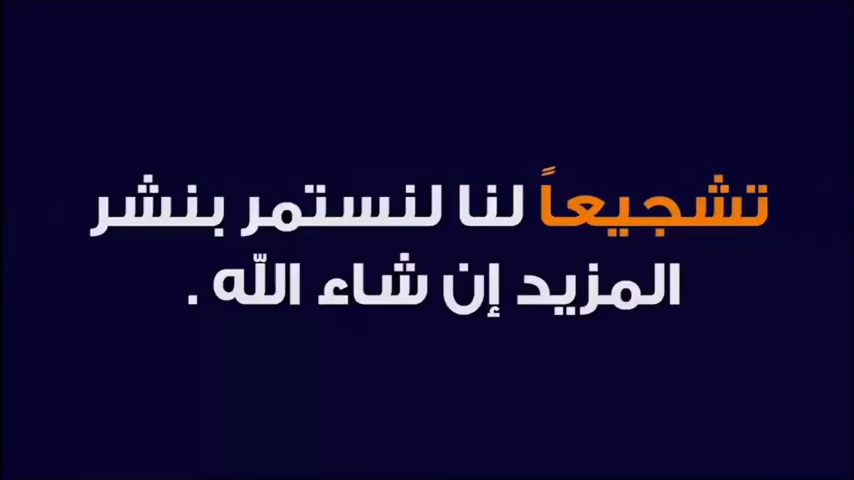 تشجيعاً لنا لنستمر بنشر
المزيد إن شاء الله .